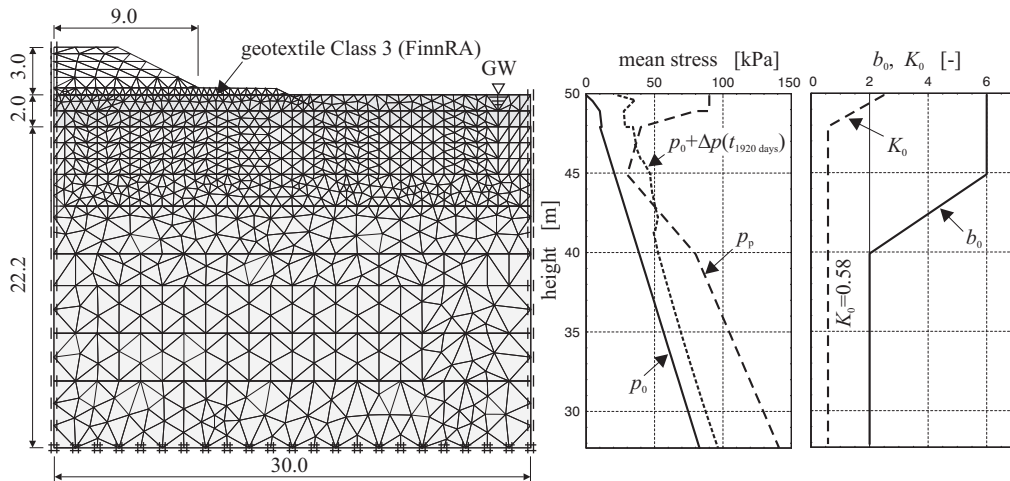 9.0
geotextile Class 3 (FinnRA)
GW
3.0
2.0
22.2
30.0
mean stress [kPa]
0 50 100 150
50
45
40
35
30
height [m]
p₀+Δp(t₁₉₂₀ days)
pₚ
p₀
b₀, K₀ [-]
0 2 4 6
K₀
b₀
K₀=0.58